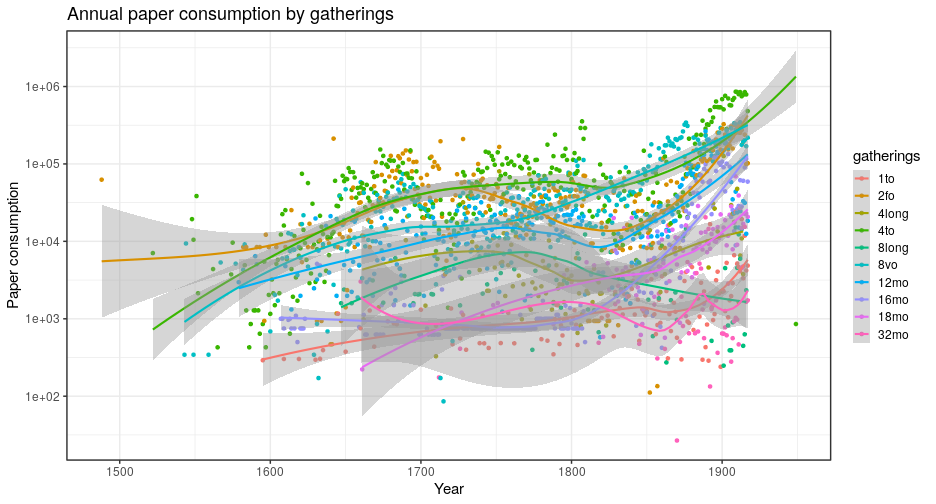 Annual paper consumption by gatherings
Paper consumption
1e+06
1e+05
1e+04
1e+03
1e+02
1500
1600
1700
1800
1900
Year
gatherings
1to
2fo
4long
4to
8long
8vo
12mo
16mo
18mo
32mo